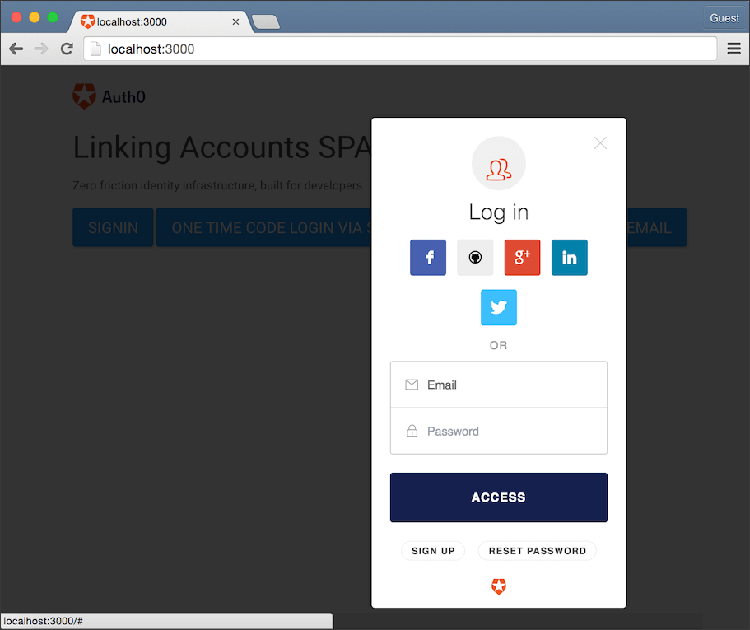 localhost:3000
Guest
localhost:3000
Auth0
Linking Accounts SPA
Zero friction identity infrastructure, built for developers
SIGNIN
ONE TIME CODE LOGIN VIA S
EMAIL
Log in
f
g+
in
OR
Email
Password
ACCESS
SIGN UP
RESET PASSWORD
localhost:3000/#